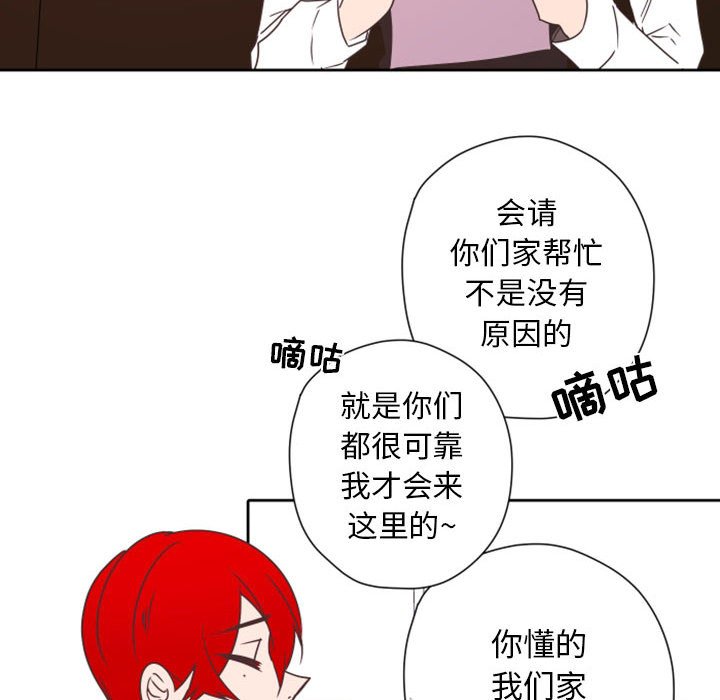 会请
你们家帮忙
不是没有
原因的
嘀咕
嘀咕
就是你们
都很可靠
我才会来
这里的~
你懂的
我们家